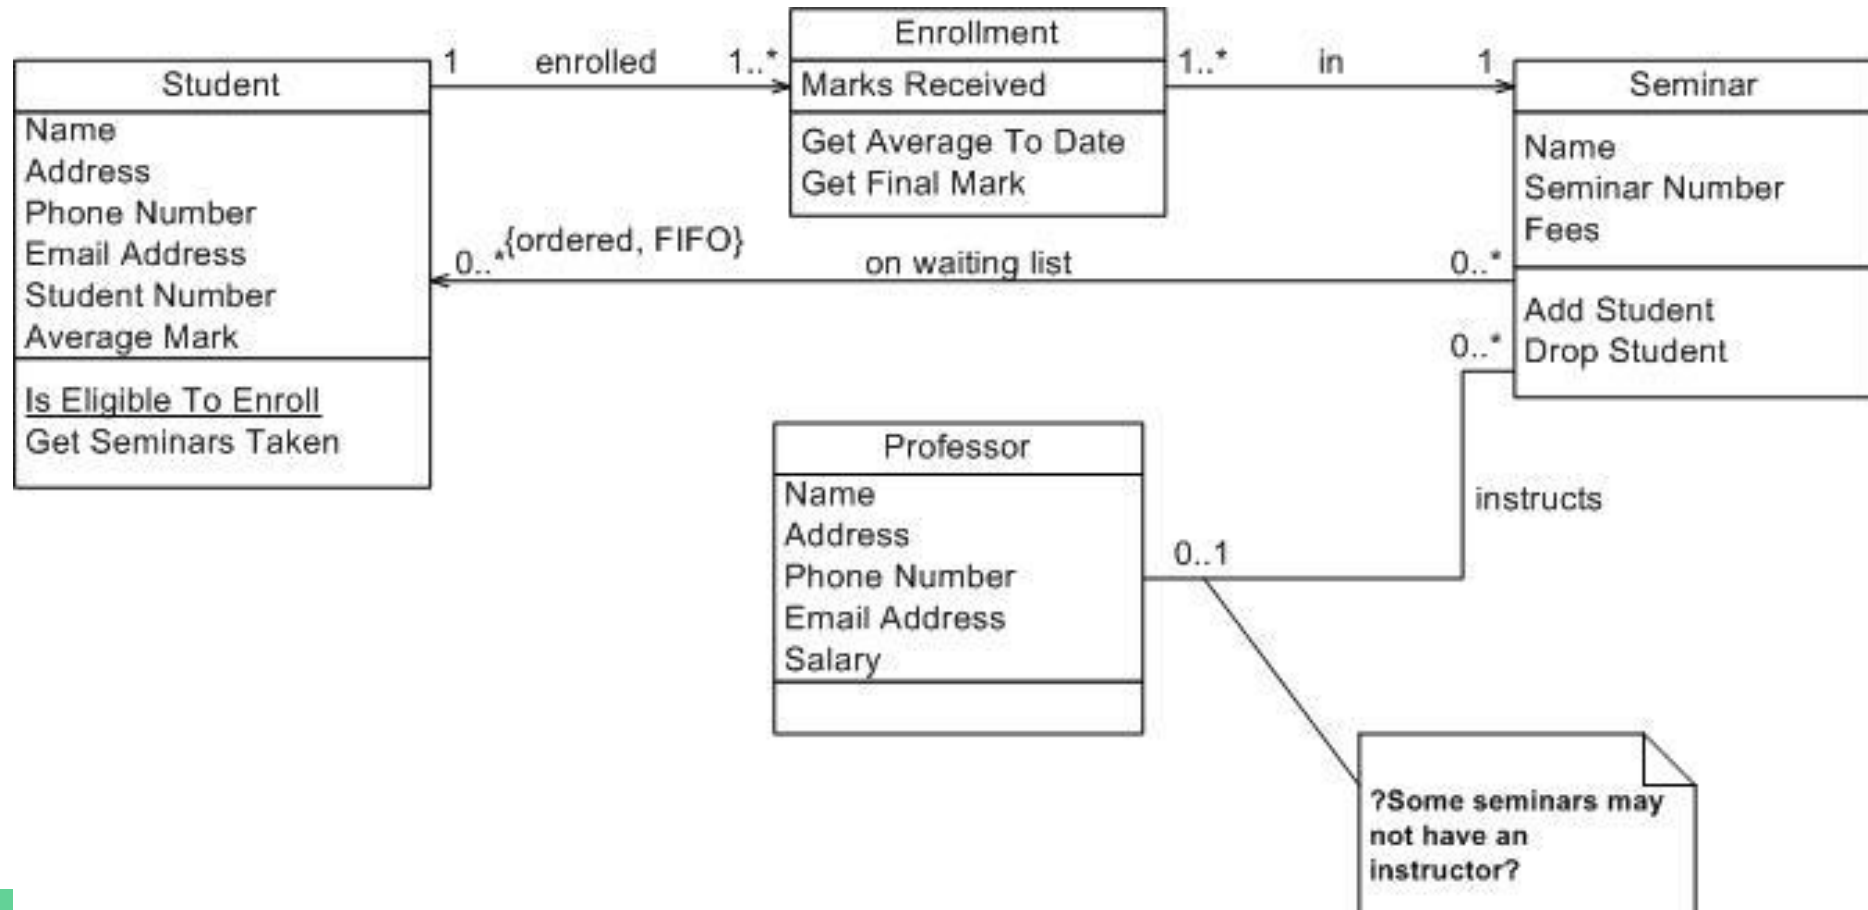 Student
Name
Address
Phone Number
Email Address
Student Number
Average Mark
Is Eligible To Enroll
Get Seminars Taken
1 enrolled 1..*
Enrollment
Marks Received
Get Average To Date
Get Final Mark
1..* in 1
Seminar
Name
Seminar Number
Fees
Add Student
Drop Student
{ordered, FIFO}
0..* on waiting list 0..*
0..*
instructs
0..1
Professor
Name
Address
Phone Number
Email Address
Salary
?Some seminars may
not have an
instructor?